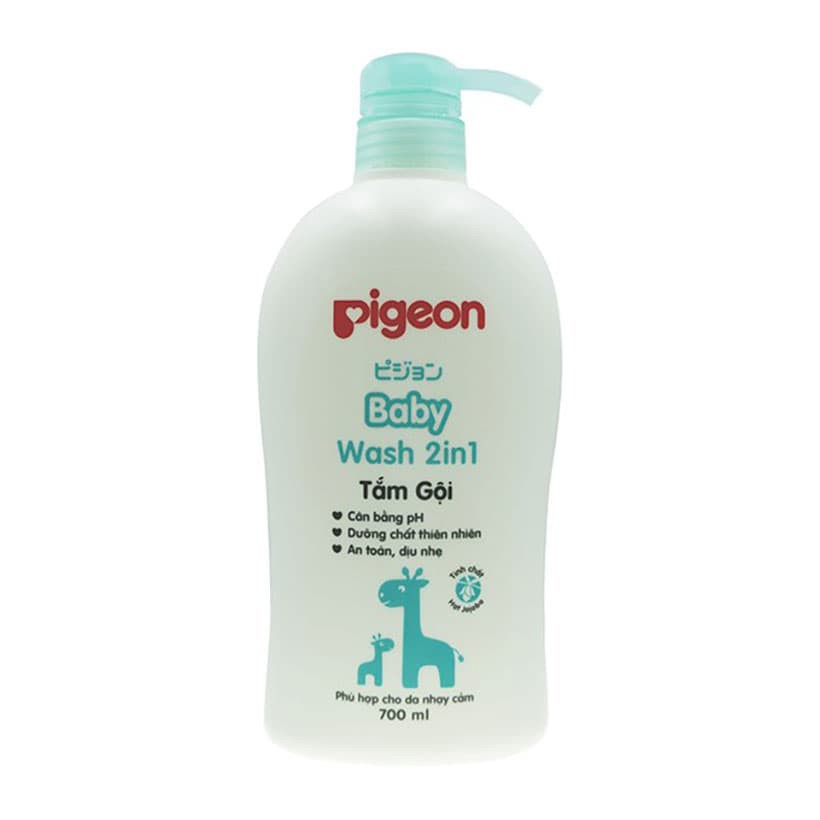 pigeon
ピジョン
Baby
Wash 2in1
Tắm Gội
Cân bằng pH
Dưỡng chất thiên nhiên
An toàn, dịu nhẹ
Tinh chất
Hạt Jojoba
Phù hợp cho da nhạy cảm
700 ml